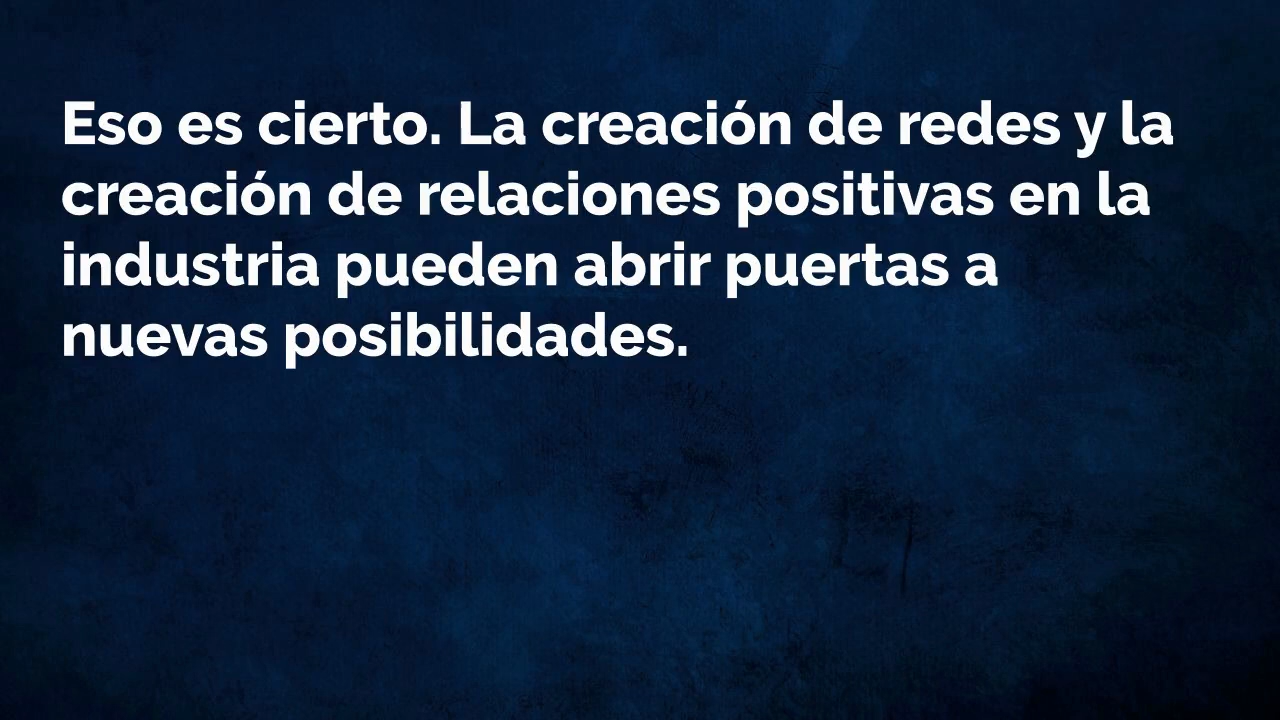 Eso es cierto. La creación de redes y la
creación de relaciones positivas en la
industria pueden abrir puertas a
nuevas posibilidades.